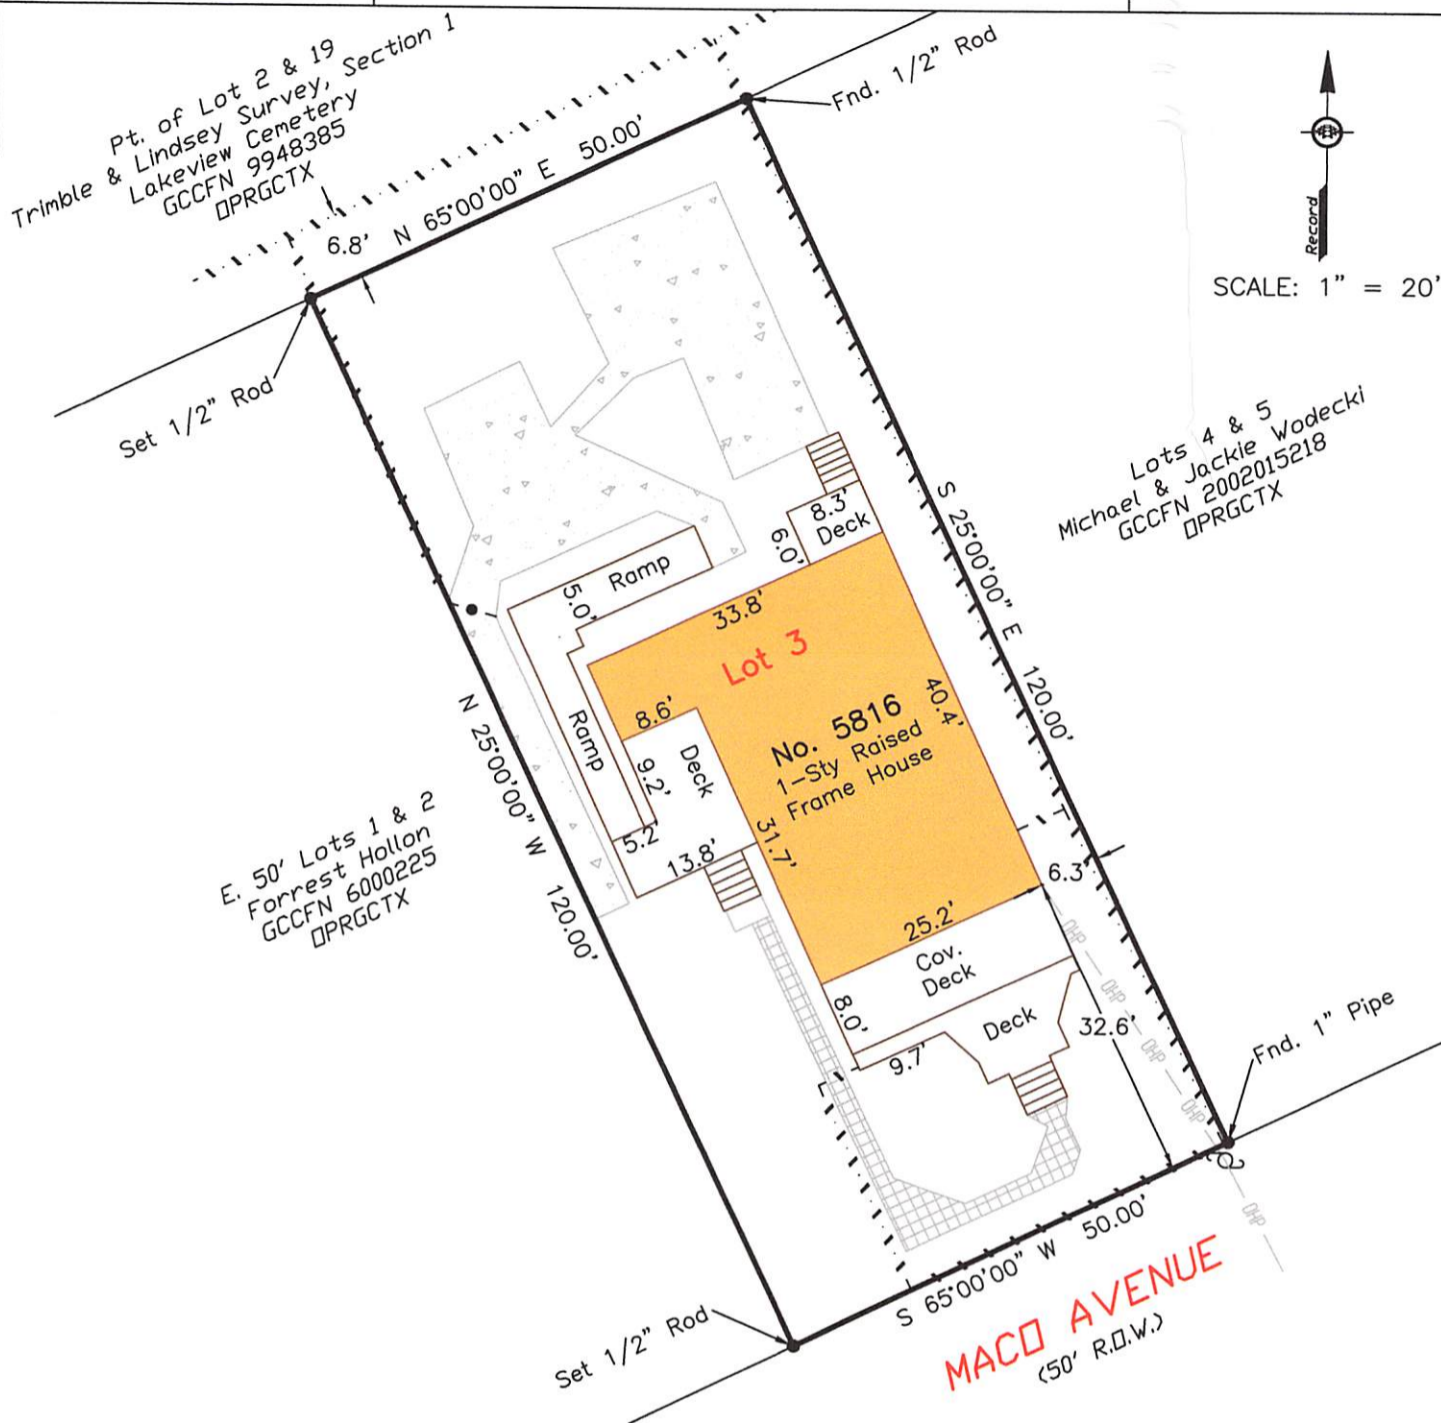 Pt. of Lot 2 & 19
Trimble & Lindsey Survey, Section 1
Lakeview Cemetery
GCCFN 9948385
OPRGCTX
Fnd. 1/2" Rod
Record
SCALE: 1" = 20'
6.8'
N 65°00'00" E 50.00'
Set 1/2" Rod
Lots 4 & 5
Michael & Jackie Wodecki
GCCFN 2002015218
OPRGCTX
S 25°00'00" E 120.00'
8.3'
Deck
6.0'
Ramp
5.0'
33.8'
Lot 3
8.6'
40.4'
No. 5816
1-Sty Raised
Frame House
Ramp
Deck
9.2'
N 25°00'00" W 120.00'
E. 50' Lots 1 & 2
Forrest Hollon
GCCFN 6000225
OPRGCTX
5.2'
13.8'
31.7'
6.3'
25.2'
Cov.
Deck
8.0'
Deck
9.7'
32.6'
OHP
OHP
OHP
OHP
OHP
Fnd. 1" Pipe
S 65°00'00" W 50.00'
Set 1/2" Rod
MACO AVENUE
(50' R.O.W.)